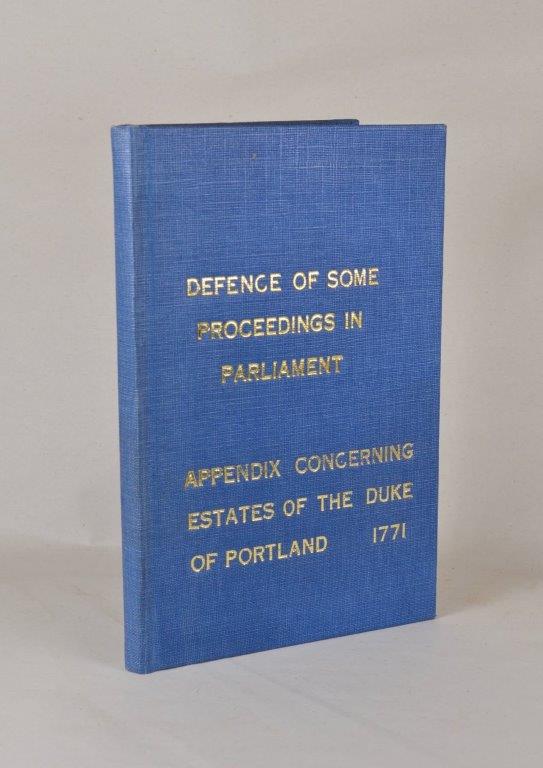 DEFENCE OF SOME
PROCEEDINGS IN
PARLIAMENT
APPENDIX CONCERNING
ESTATES OF THE DUKE
OF PORTLAND 1771